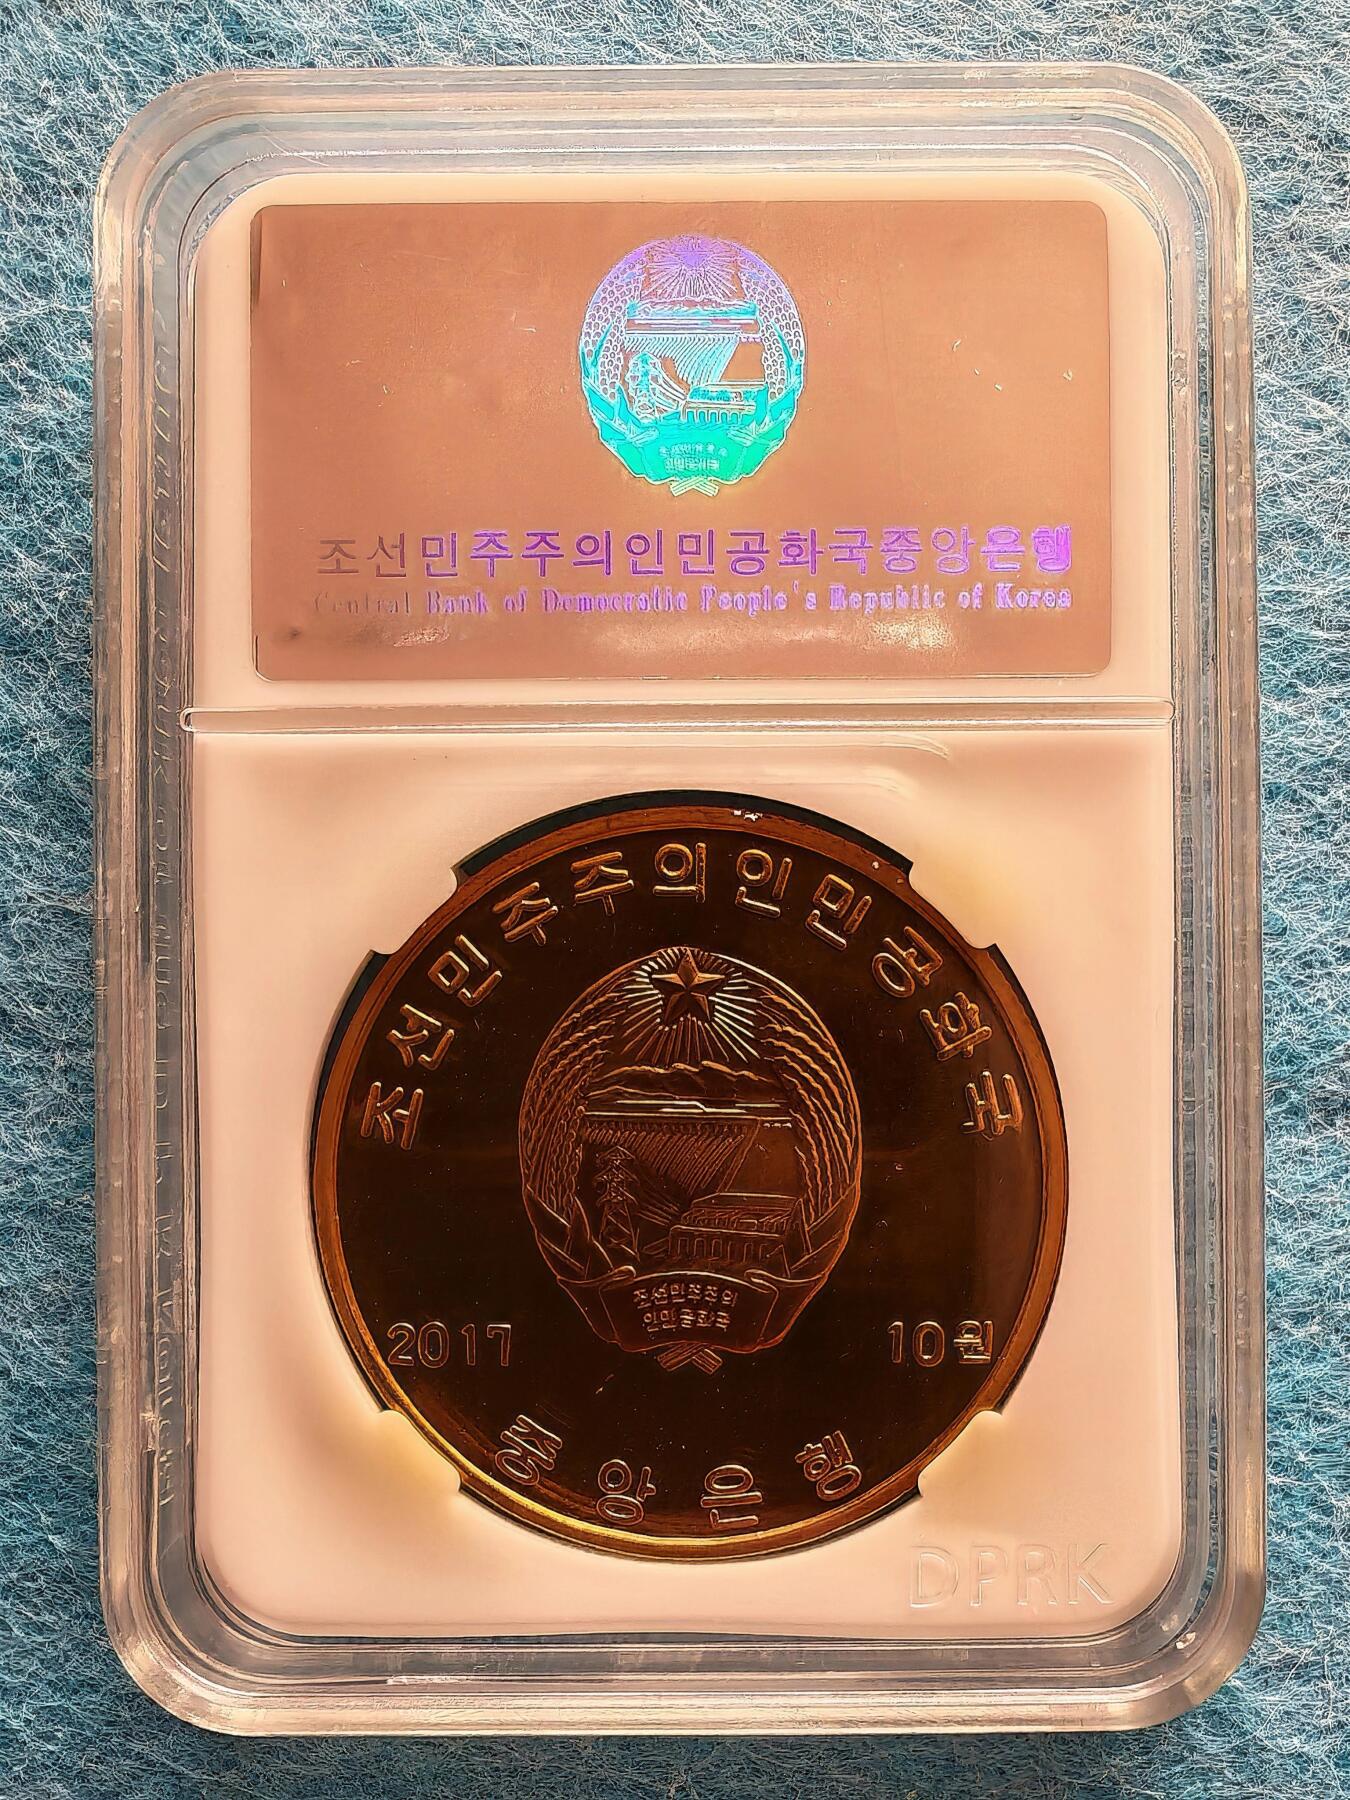 조선민주주의인민공화국중앙은행
Central Bank of Democratic People's Republic of Korea
조선민주주의인민공화국
조선민주주의
인민공화국
2017
10원
중앙은행
DPRK